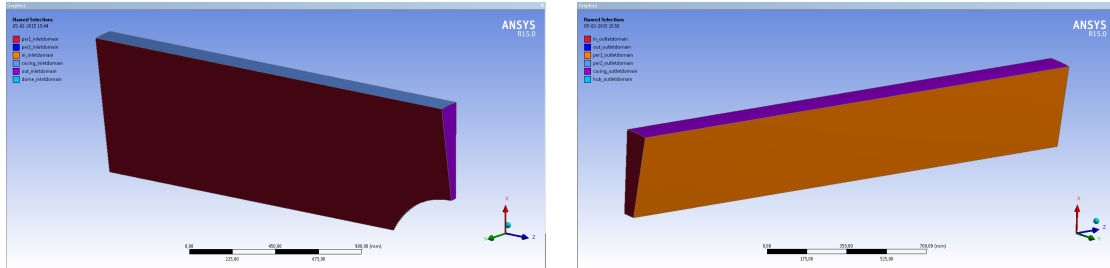 Graphics
Named Selections
05-02-2015 15:44
ANSYS
R15.0
per1_inletdomain
per2_inletdomain
in_inletdomain
casing_inletdomain
out_inletdomain
dome_inletdomain
X
Y
Z
0,00
450,00
900,00 (mm)
225,00
675,00
Graphics
Named Selections
05-02-2015 15:50
ANSYS
R15.0
in_outletdomain
out_outletdomain
per1_outletdomain
per2_outletdomain
casing_outletdomain
hub_outletdomain
X
Z
Y
0,00
350,00
700,00 (mm)
175,00
525,00